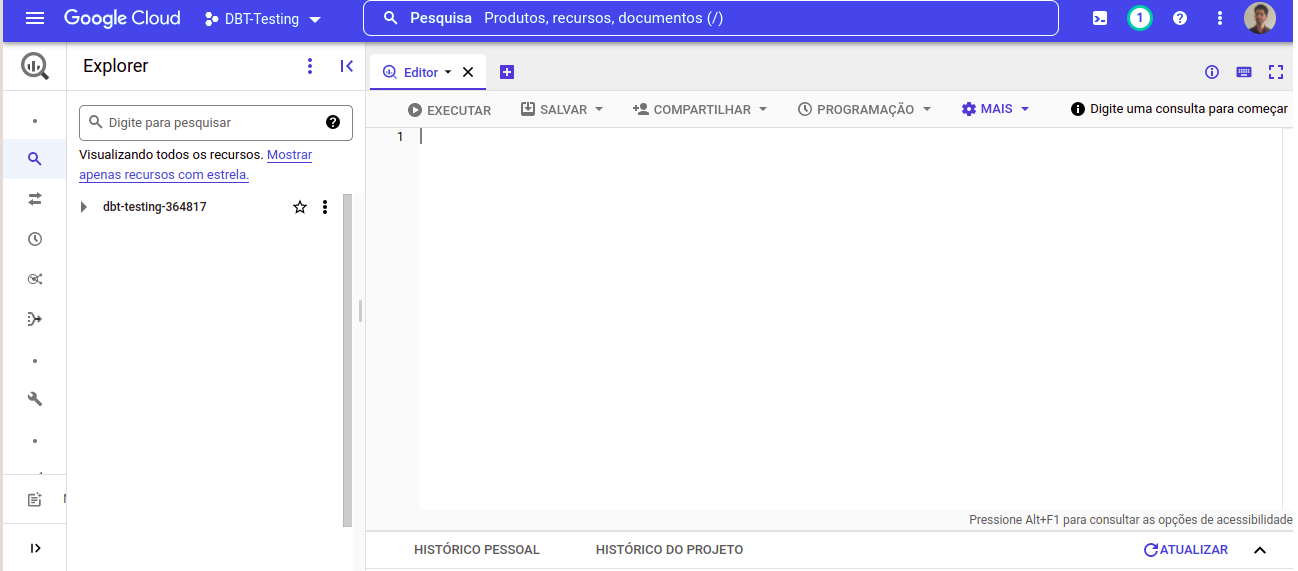 Google Cloud
DBT-Testing
Pesquisa Produtos, recursos, documentos (/)
1
Explorer
Editor
EXECUTAR
SALVAR
COMPARTILHAR
PROGRAMAÇÃO
MAIS
Digite uma consulta para começar
Digite para pesquisar
Visualizando todos os recursos. Mostrar
apenas recursos com estrela.
dbt-testing-364817
1
Pressione Alt+F1 para consultar as opções de acessibilidade
HISTÓRICO PESSOAL
HISTÓRICO DO PROJETO
ATUALIZAR